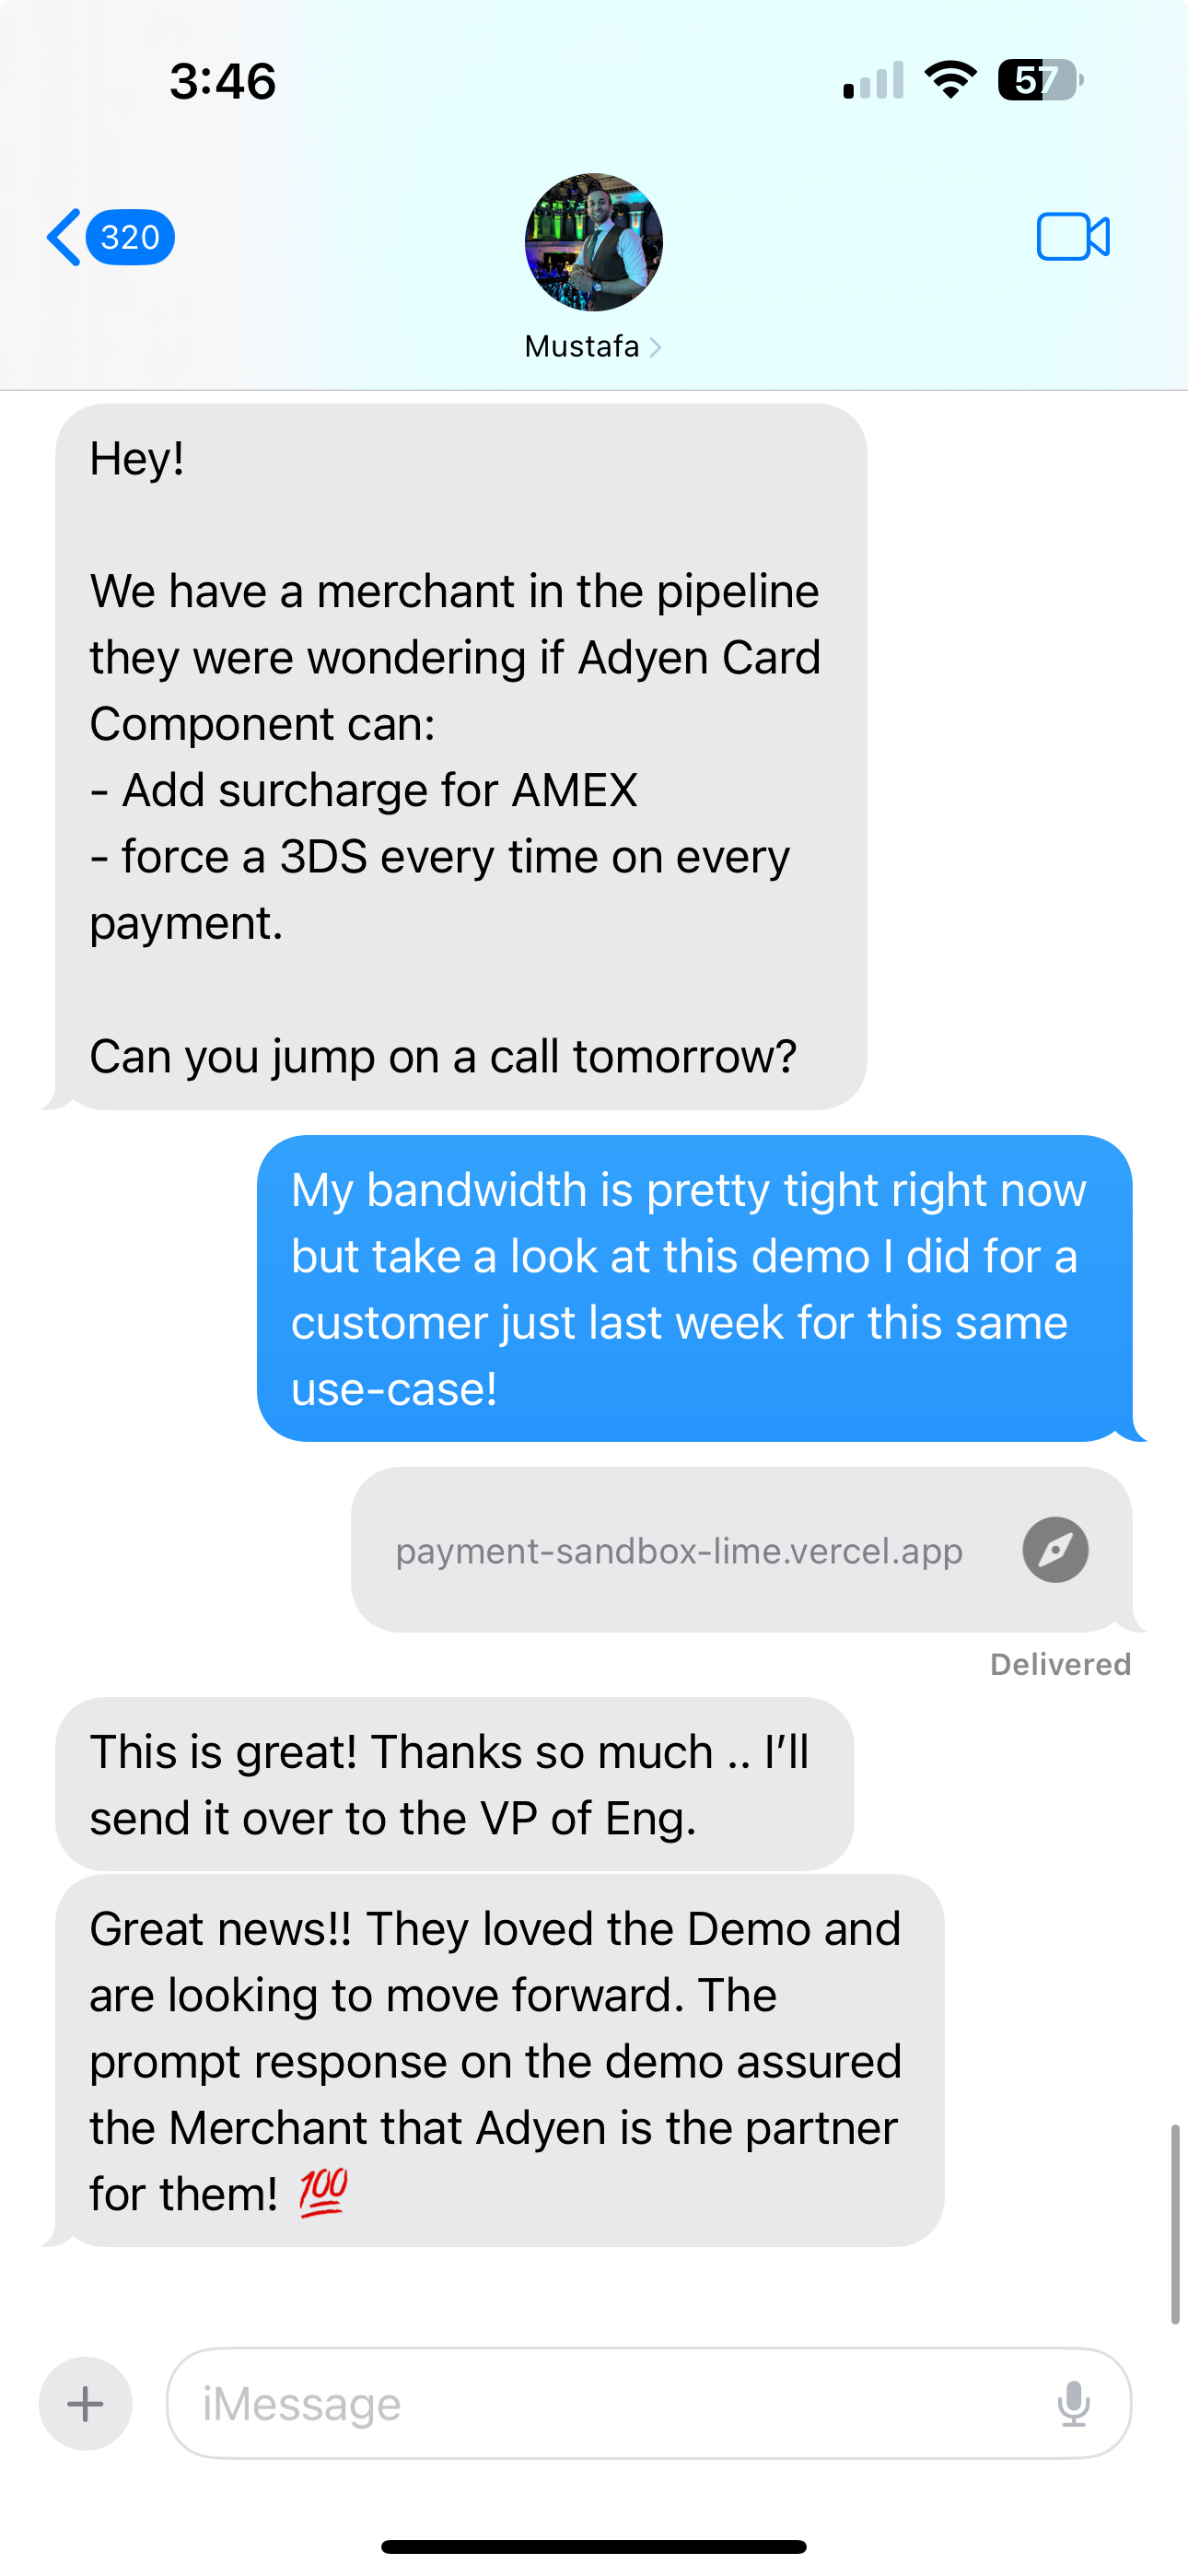 3:46
57
320
Mustafa
Hey!
We have a merchant in the pipeline
they were wondering if Adyen Card
Component can:
- Add surcharge for AMEX
- force a 3DS every time on every
payment.
Can you jump on a call tomorrow?
My bandwidth is pretty tight right now
but take a look at this demo I did for a
customer just last week for this same
use-case!
payment-sandbox-lime.vercel.app
Delivered
This is great! Thanks so much .. I’ll
send it over to the VP of Eng.
Great news!! They loved the Demo and
are looking to move forward. The
prompt response on the demo assured
the Merchant that Adyen is the partner
for them! 💯
iMessage